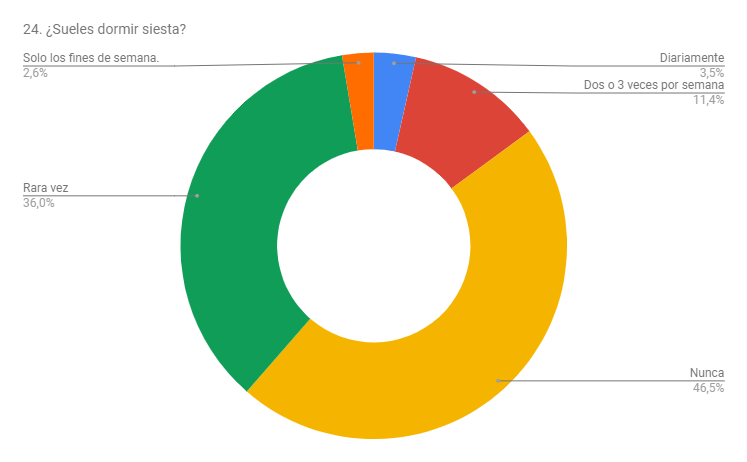 24. ¿Sueles dormir siesta?
Solo los fines de semana.
2,6%
Diariamente
3,5%
Dos o 3 veces por semana
11,4%
Rara vez
36,0%
Nunca
46,5%